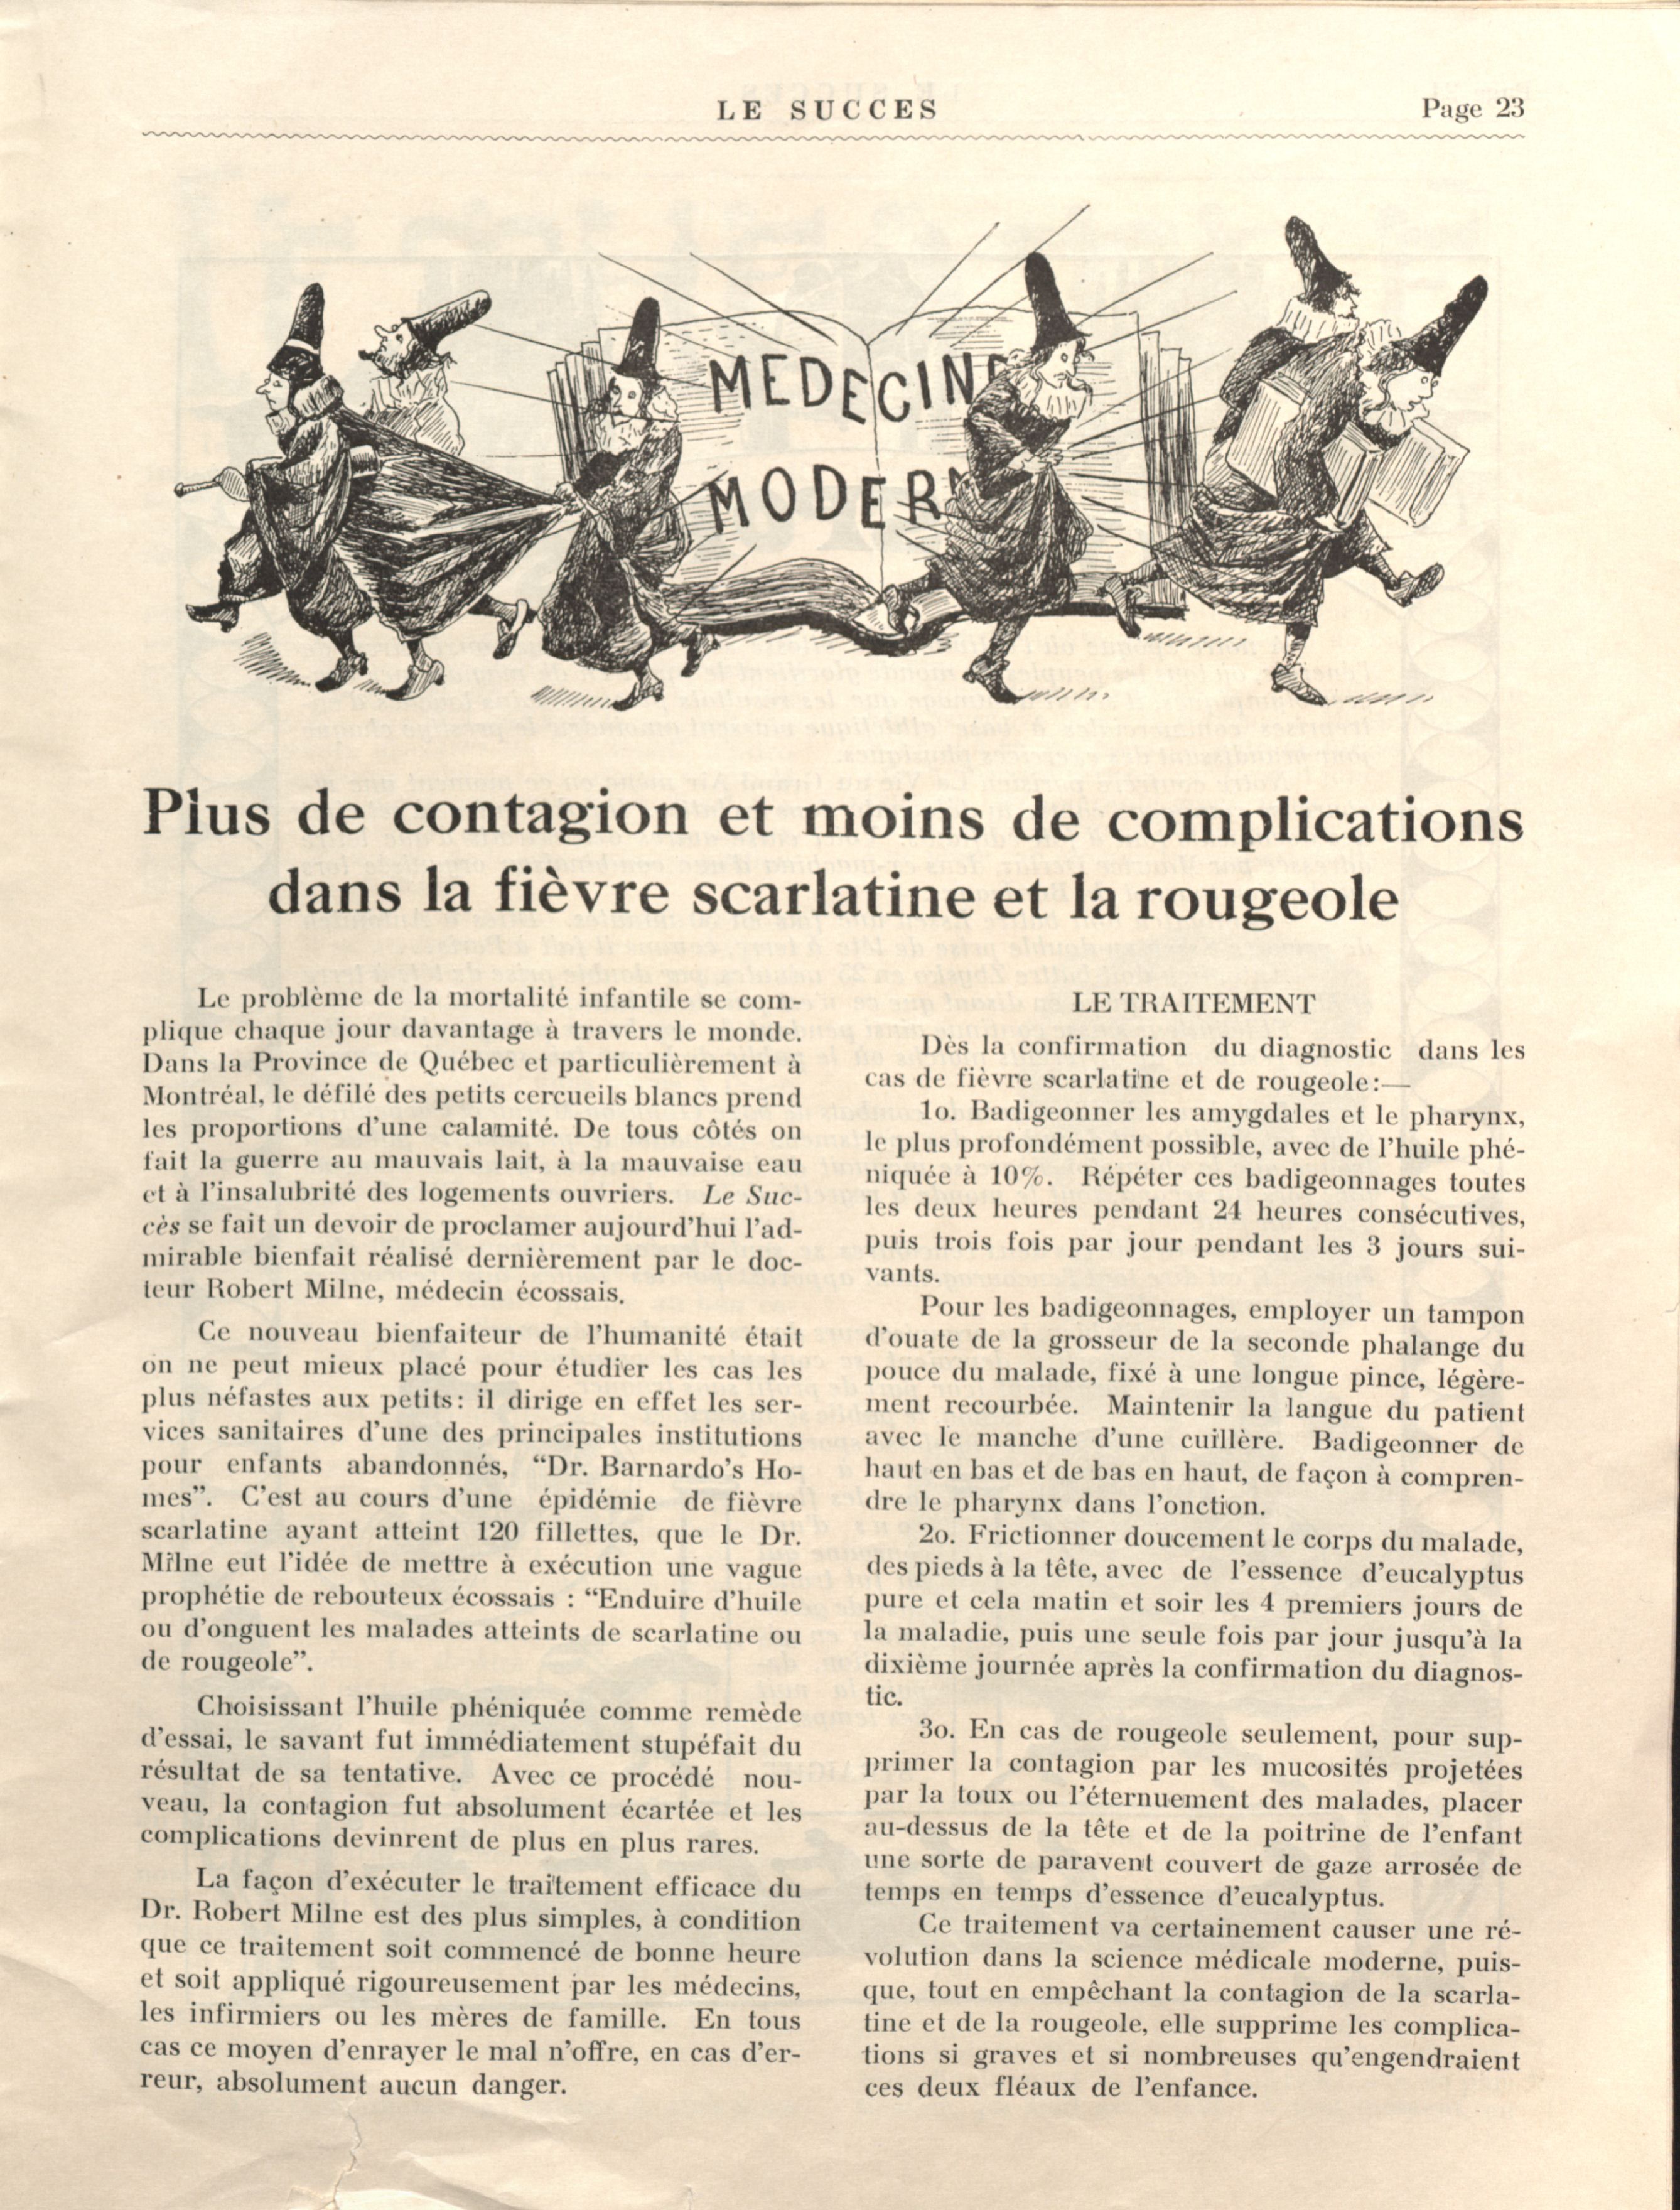 LE SUCCES
Page 23
MEDECINE
MODER
Plus de contagion et moins de complications
dans la fièvre scarlatine et la rougeole
Le problème de la mortalité infantile se com-
plique chaque jour davantage à travers le monde.
Dans la Province de Québec et particulièrement à
Montréal, le défilé des petits cercueils blancs prend
les proportions d'une calamité. De tous côtés on
fait la guerre au mauvais lait, à la mauvaise eau
et à l'insalubrité des logements ouvriers. Le Suc-
cès se fait un devoir de proclamer aujourd'hui l'ad-
mirable bienfait réalisé dernièrement par le doc-
teur Robert Milne, médecin écossais.
Ce nouveau bienfaiteur de l'humanité était
on ne peut mieux placé pour étudier les cas les
plus néfastes aux petits: il dirige en effet les ser-
vices sanitaires d'une des principales institutions
pour enfants abandonnés, “Dr. Barnardo's Ho-
mes”. C'est au cours d'une épidémie de fièvre
scarlatine ayant atteint 120 fillettes, que le Dr.
Milne eut l'idée de mettre à exécution une vague
prophétie de rebouteux écossais : “Enduire d'huile
ou d'onguent les malades atteints de scarlatine ou
de rougeole”.
Choisissant l'huile phéniquée comme remède
d'essai, le savant fut immédiatement stupéfait du
résultat de sa tentative. Avec ce procédé nou-
veau, la contagion fut absolument écartée et les
complications devinrent de plus en plus rares.
La façon d'exécuter le traitement efficace du
Dr. Robert Milne est des plus simples, à condition
que ce traitement soit commencé de bonne heure
et soit appliqué rigoureusement par les médecins,
les infirmiers ou les mères de famille. En tous
cas ce moyen d'enrayer le mal n'offre, en cas d'er-
reur, absolument aucun danger.
LE TRAITEMENT
Dès la confirmation du diagnostic dans les
cas de fièvre scarlatine et de rougeole:—
1o. Badigeonner les amygdales et le pharynx,
le plus profondément possible, avec de l'huile phé-
niquée à 10%. Répéter ces badigeonnages toutes
les deux heures pendant 24 heures consécutives,
puis trois fois par jour pendant les 3 jours sui-
vants.
Pour les badigeonnages, employer un tampon
d'ouate de la grosseur de la seconde phalange du
pouce du malade, fixé à une longue pince, légère-
ment recourbée. Maintenir la langue du patient
avec le manche d'une cuillère. Badigeonner de
haut en bas et de bas en haut, de façon à compren-
dre le pharynx dans l'onction.
2o. Frictionner doucement le corps du malade,
des pieds à la tête, avec de l'essence d'eucalyptus
pure et cela matin et soir les 4 premiers jours de
la maladie, puis une seule fois par jour jusqu'à la
dixième journée après la confirmation du diagnos-
tic.
3o. En cas de rougeole seulement, pour sup-
primer la contagion par les mucosités projetées
par la toux ou l'éternuement des malades, placer
au-dessus de la tête et de la poitrine de l'enfant
une sorte de paravent couvert de gaze arrosée de
temps en temps d'essence d'eucalyptus.
Ce traitement va certainement causer une ré-
volution dans la science médicale moderne, puis-
que, tout en empêchant la contagion de la scarla-
tine et de la rougeole, elle supprime les complica-
tions si graves et si nombreuses qu'engendraient
ces deux fléaux de l'enfance.